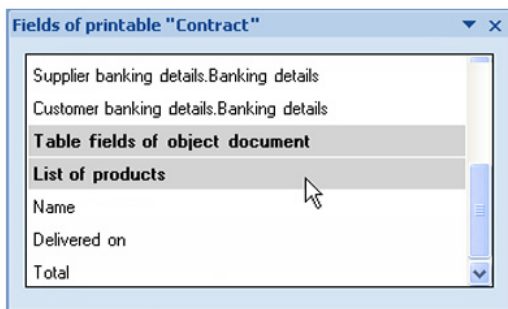 Fields of printable "Contract"
Supplier banking details.Banking details
Customer banking details.Banking details
Table fields of object document
List of products
Name
Delivered on
Total